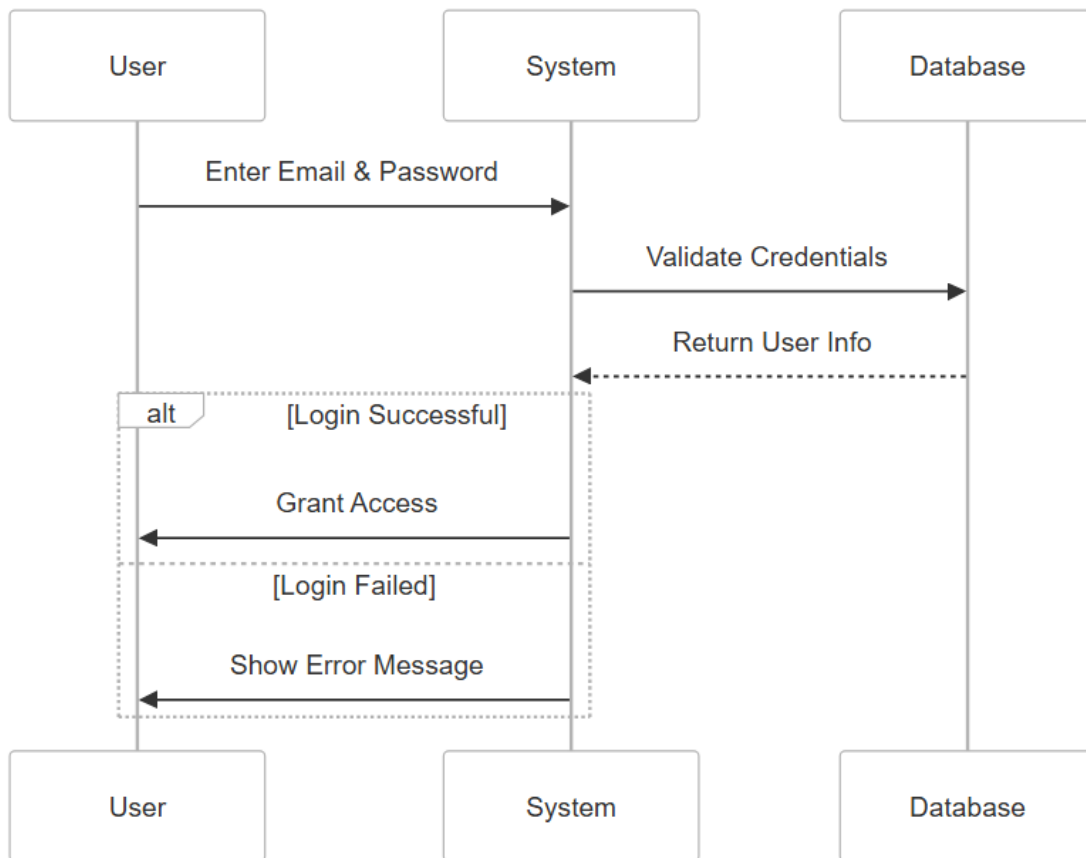 User
System
Database
Enter Email & Password
Validate Credentials
Return User Info
alt
[Login Successful]
Grant Access
[Login Failed]
Show Error Message
User
System
Database